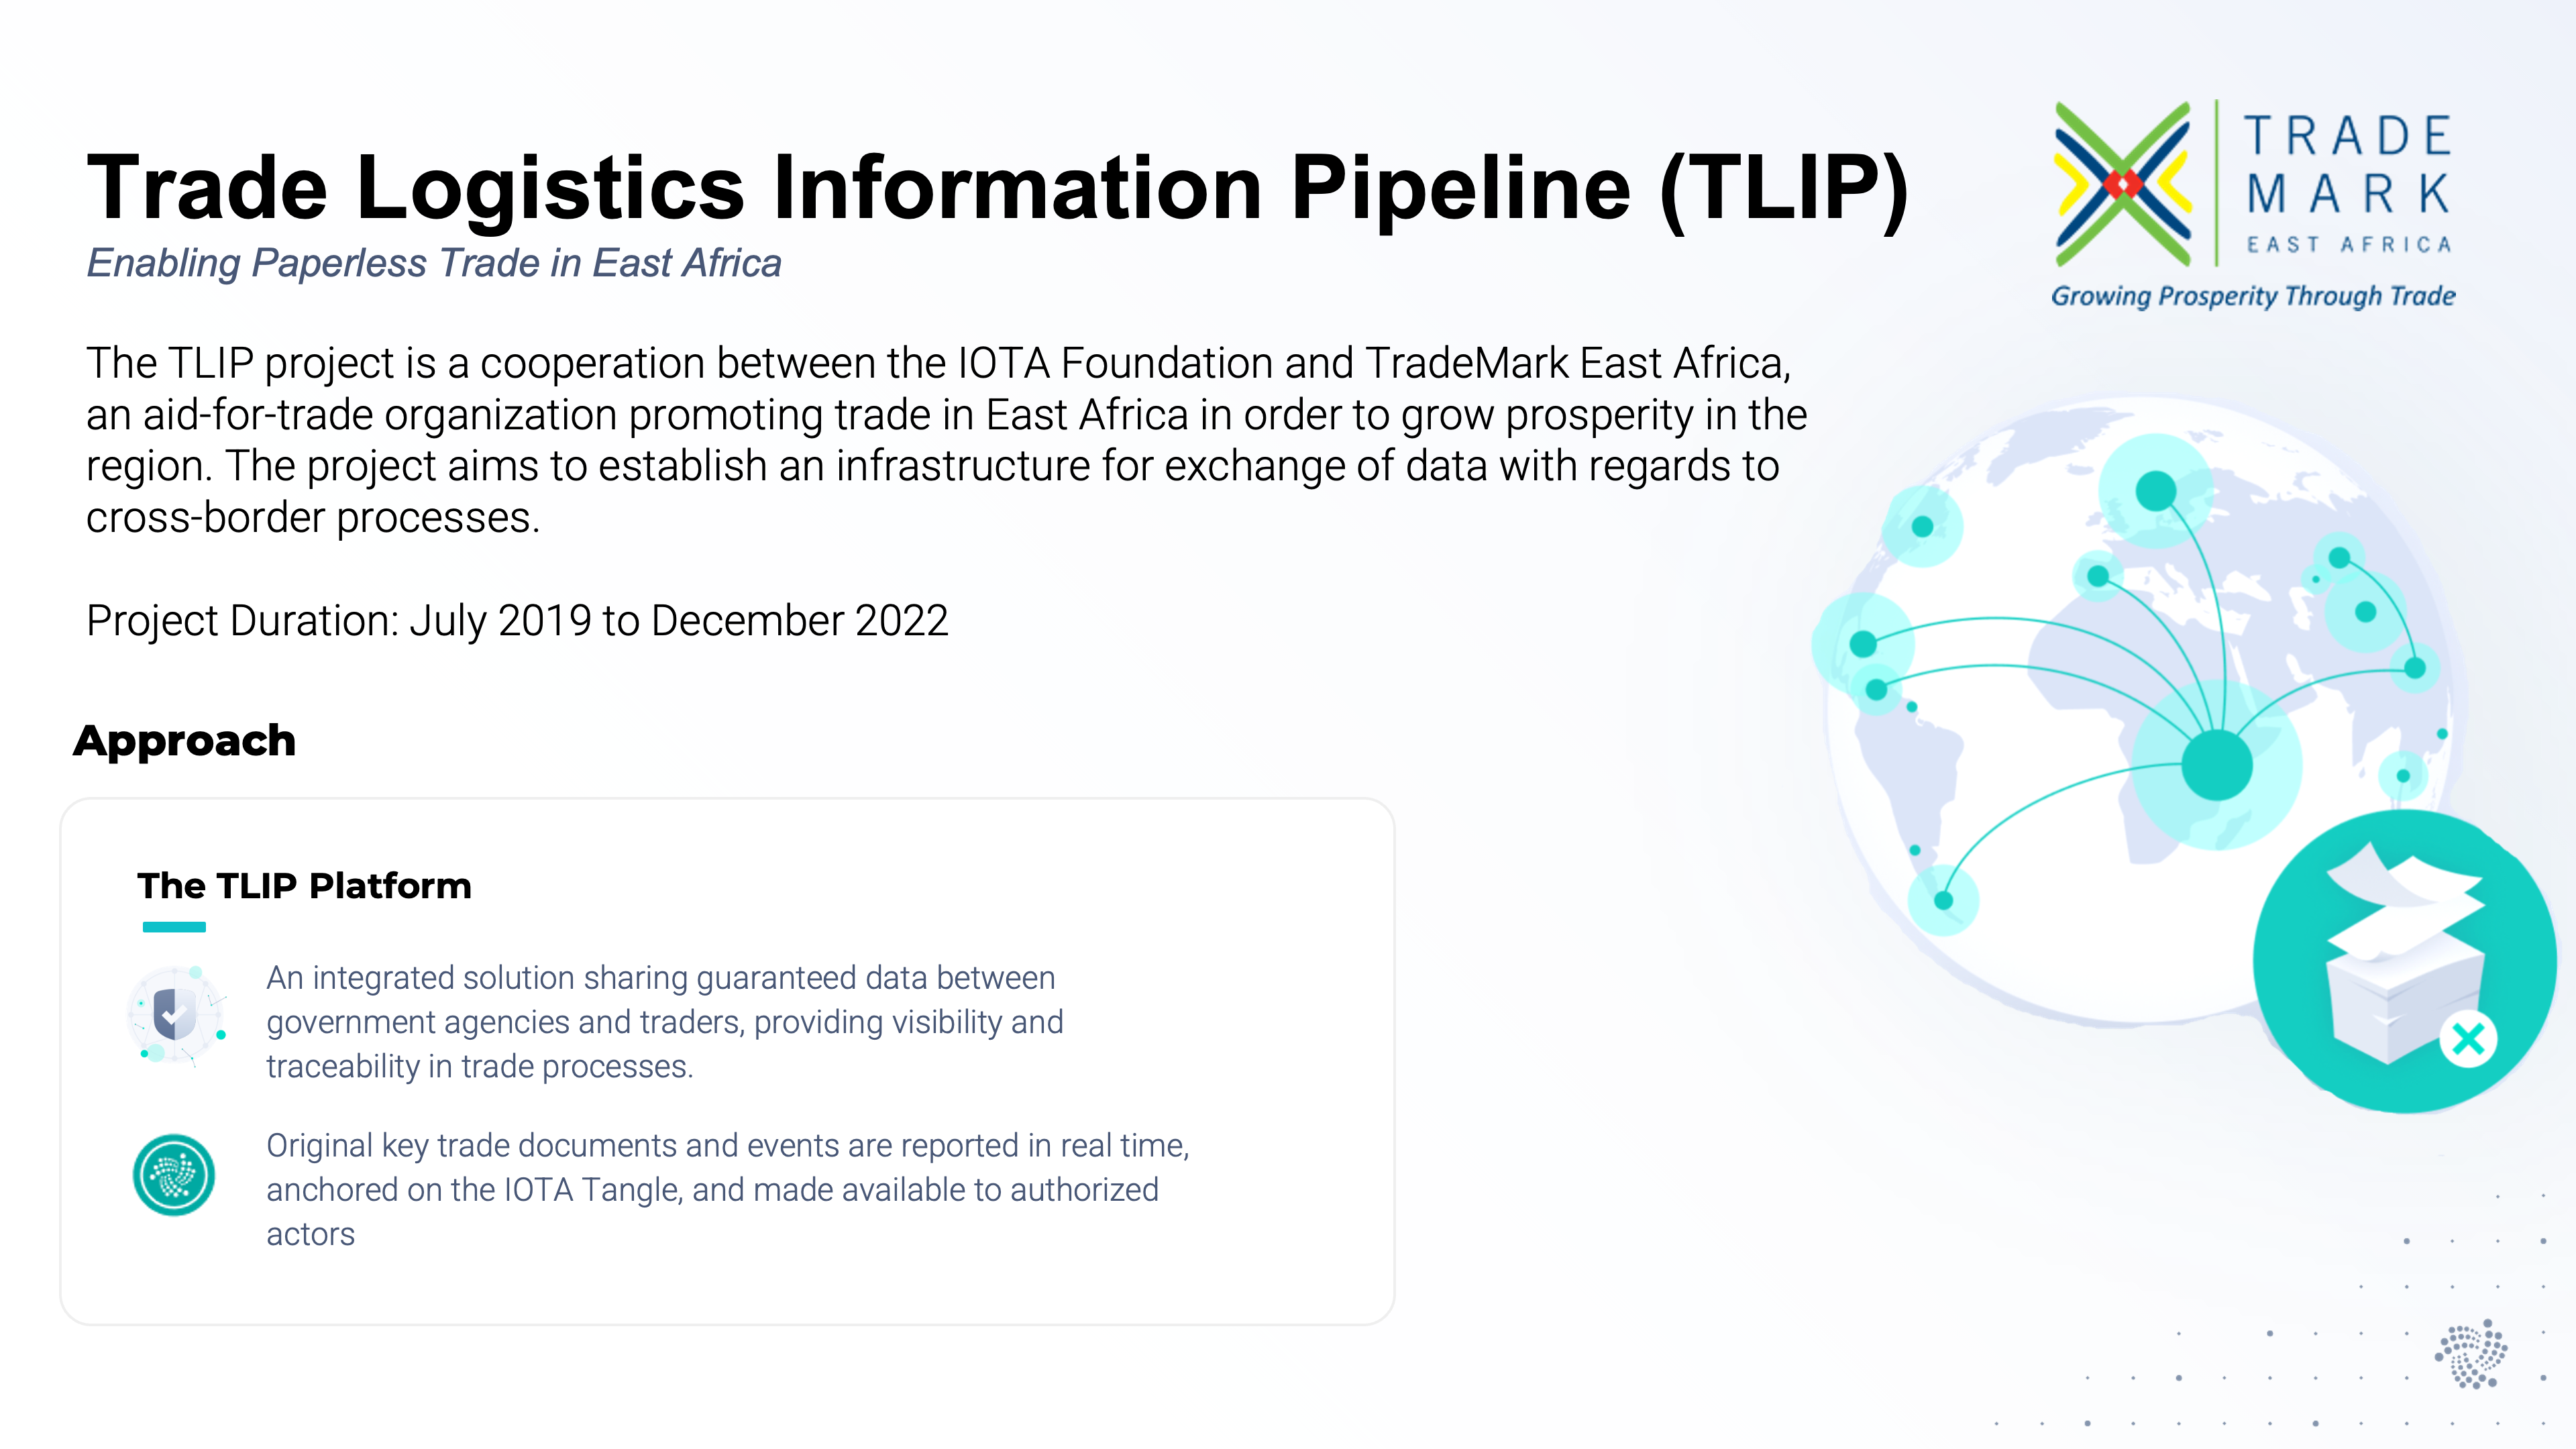 Trade Logistics Information Pipeline (TLIP)
Enabling Paperless Trade in East Africa
TRADE
MARK
EAST AFRICA
Growing Prosperity Through Trade
The TLIP project is a cooperation between the IOTA Foundation and TradeMark East Africa,
an aid-for-trade organization promoting trade in East Africa in order to grow prosperity in the
region. The project aims to establish an infrastructure for exchange of data with regards to
cross-border processes.
Project Duration: July 2019 to December 2022
Approach
The TLIP Platform
An integrated solution sharing guaranteed data between
government agencies and traders, providing visibility and
traceability in trade processes.
Original key trade documents and events are reported in real time,
anchored on the IOTA Tangle, and made available to authorized
actors